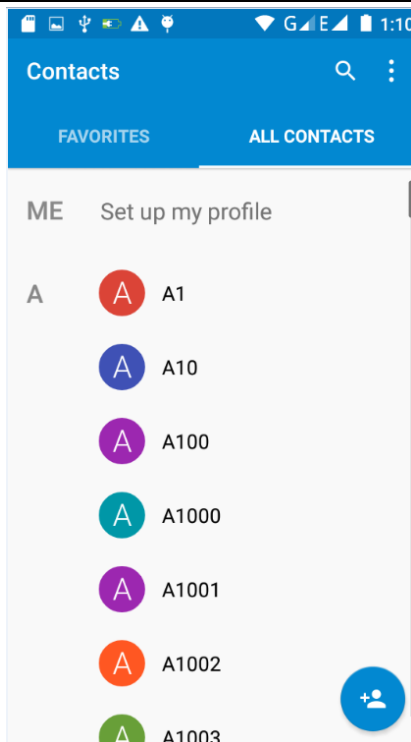 G E 1:10
Contacts
FAVORITES ALL CONTACTS
ME Set up my profile
A A A1
A A10
A A100
A A1000
A A1001
A A1002
A A1003